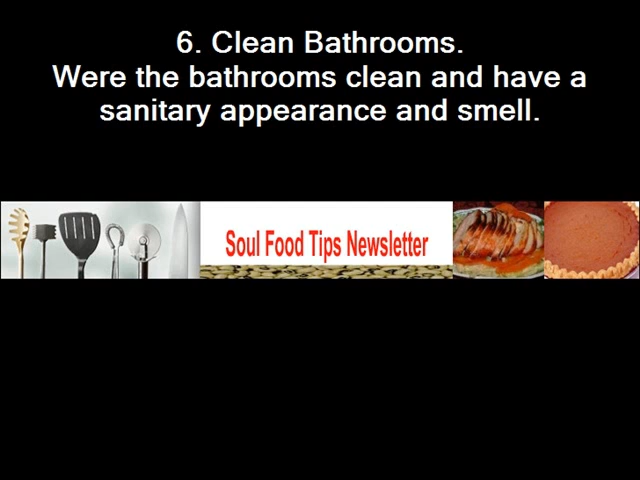 6. Clean Bathrooms.
Were the bathrooms clean and have a
sanitary appearance and smell.
Soul Food Tips Newsletter